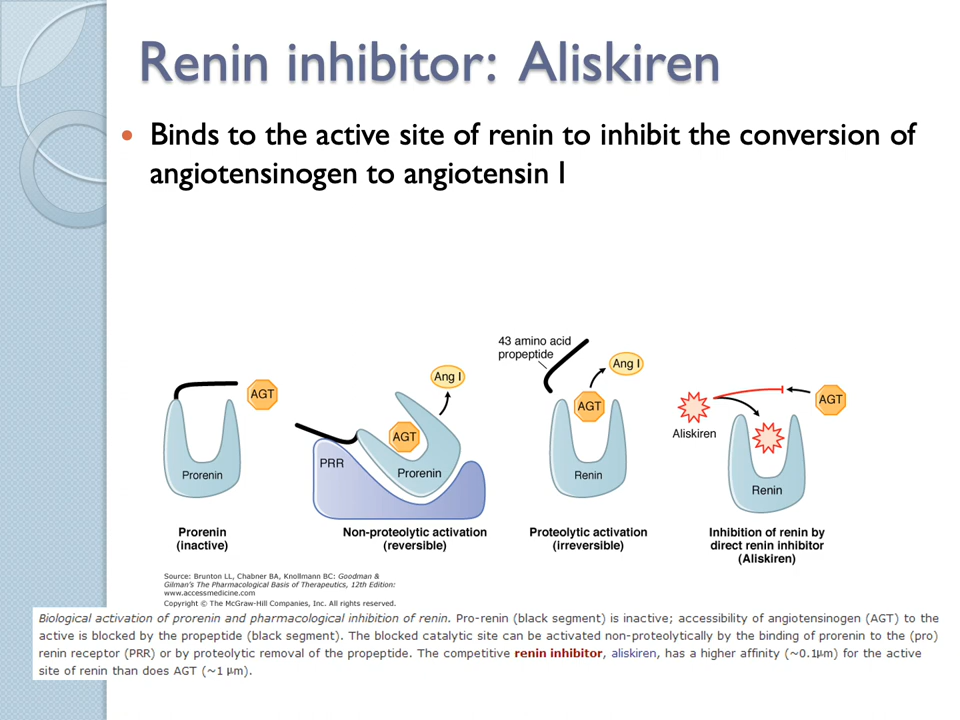 Renin inhibitor: Aliskiren
Binds to the active site of renin to inhibit the conversion of
angiotensinogen to angiotensin I
43 amino acid
propeptide
Ang I
Ang I
AGT
AGT
AGT
AGT
Aliskiren
PRR
Prorenin
Prorenin
Renin
Renin
Prorenin
(inactive)
Non-proteolytic activation
(reversible)
Proteolytic activation
(irreversible)
Inhibition of renin by
direct renin inhibitor
(Aliskiren)
Source: Brunton LL, Chabner BA, Knollmann BC: Goodman &
Gilman's The Pharmacological Basis of Therapeutics, 12th Edition:
www.accessmedicine.com
Copyright © The McGraw-Hill Companies, Inc. All rights reserved.
Biological activation of prorenin and pharmacological inhibition of renin. Pro-renin (black segment) is inactive; accessibility of angiotensinogen (AGT) to the
active is blocked by the propeptide (black segment). The blocked catalytic site can be activated non-proteolytically by the binding of prorenin to the (pro)
renin receptor (PRR) or by proteolytic removal of the propeptide. The competitive renin inhibitor, aliskiren, has a higher affinity (~0.1μm) for the active
site of renin than does AGT (~1 μm).